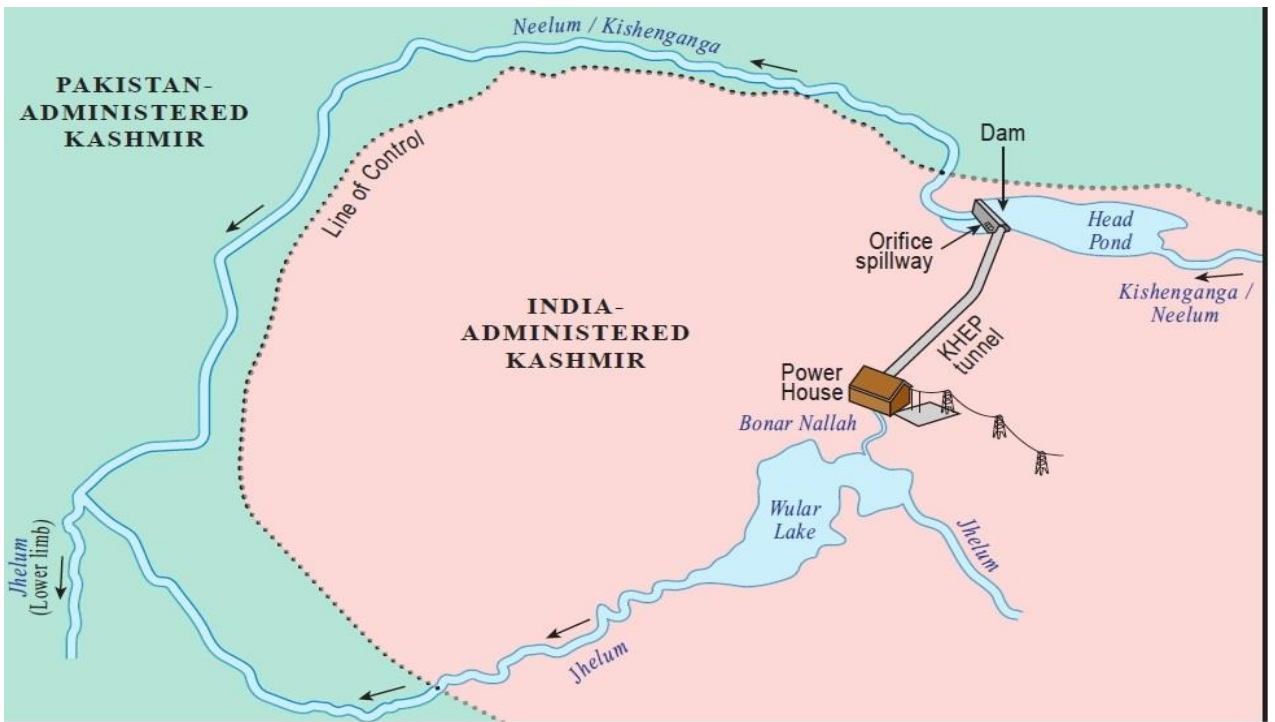 Neelum / Kishenganga
PAKISTAN-
ADMINISTERED
KASHMIR
Line of Control
Dam
Head
Pond
Orifice
spillway
Kishenganga /
Neelum
INDIA-
ADMINISTERED
KASHMIR
KHEP
tunnel
Power
House
Bonar Nallah
Wular
Lake
Jhelum
Jhelum
(Lower limb)
Jhelum